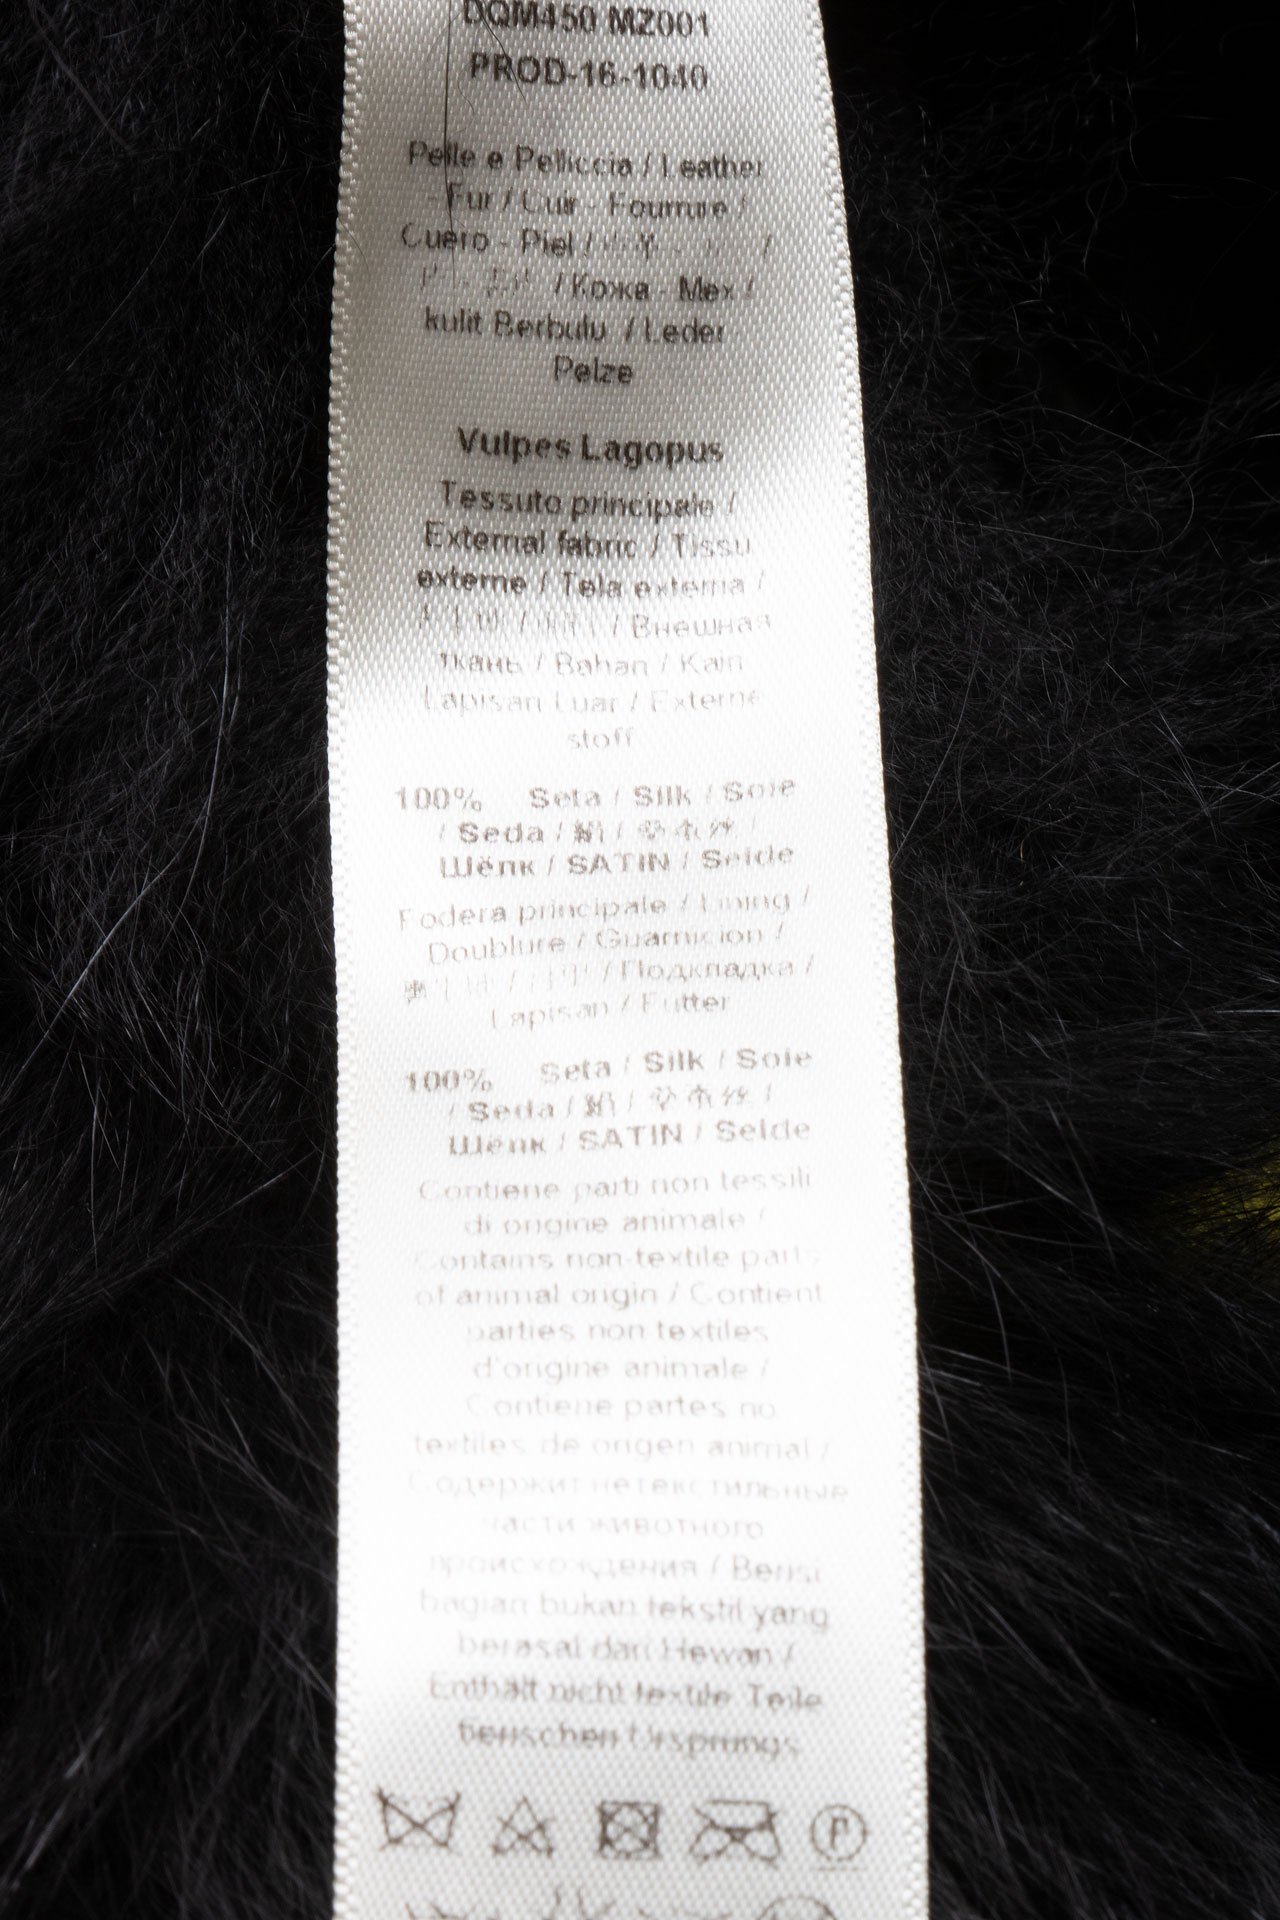 DQM450 MZ001
PROD-16-1040
Pelle e Pelliccia / Leather
- Fur / Cuir - Fourrure /
Cuero - Piel / /
/ Кожа - Мех /
kulit Berbulu / Leder
Pelze
Vulpes Lagopus
Tessuto principale /
External fabric / Tissu
externe / Tela externa /
/ / Внешная
ткань / Bahan / Kain
Lapisan Luar / Externe
stoff
100% Seta / Silk / Soie
/ Seda / 絹 / /
Шёлк / SATIN / Seide
Fodera principale / Lining /
Doublure / Guarnicion /
/ / Подкладка /
Lapisan / Futter
100% Seta / Silk / Soie
/ Seda / 絹 / /
Шёлк / SATIN / Seide
Contiene parti non tessili
di origine animale /
Contains non-textile parts
of animal origin / Contient
parties non textiles
d'origine animale /
Contiene partes no
textiles de origen animal /
Содержит нетекстильные
части животного
происхождения / Berisi
bagian bukan tekstil yang
berasal dari Hewan /
Enthält nicht textile Teile
tierischen Ursprungs
P